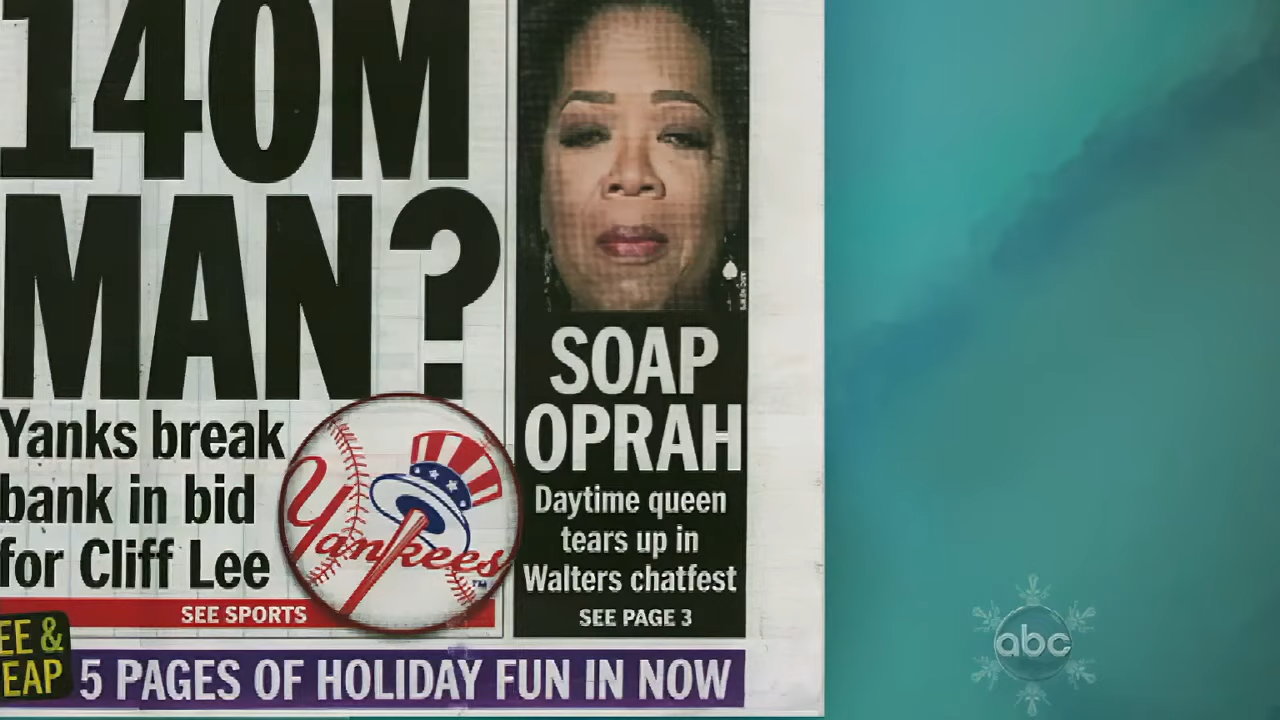 140M
MAN?
Yanks break
bank in bid
for Cliff Lee
SEE SPORTS
Yankees
TM
SOAP
OPRAH
Daytime queen
tears up in
Walters chatfest
SEE PAGE 3
EE &
EAP
5 PAGES OF HOLIDAY FUN IN NOW
abc